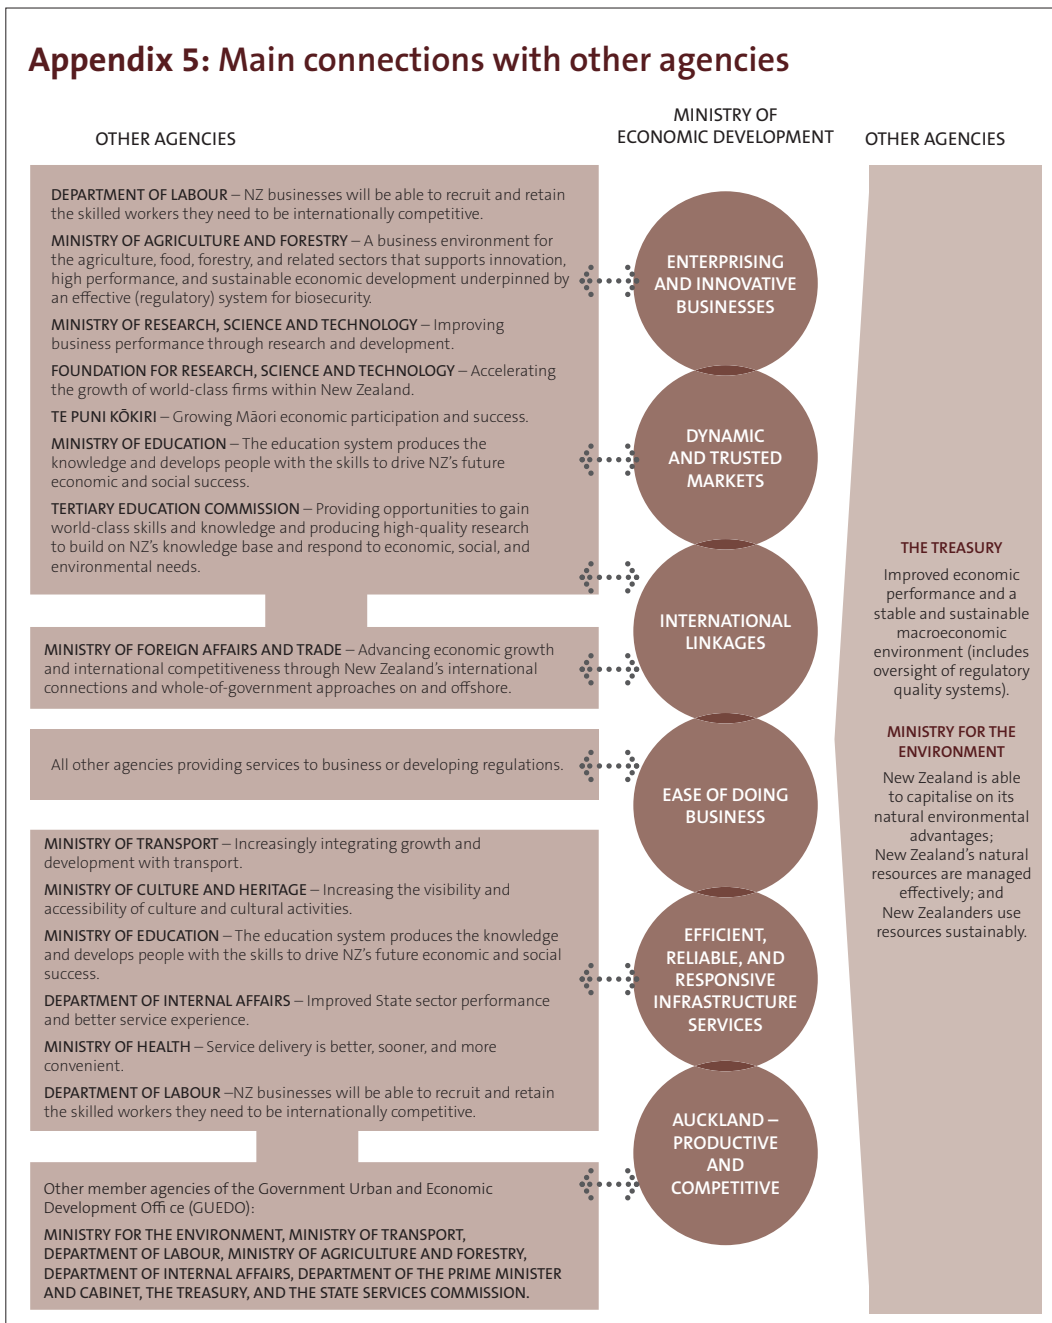 Appendix 5: Main connections with other agencies
OTHER AGENCIES
MINISTRY OF
ECONOMIC DEVELOPMENT
OTHER AGENCIES
DEPARTMENT OF LABOUR – NZ businesses will be able to recruit and retain
the skilled workers they need to be internationally competitive.
MINISTRY OF AGRICULTURE AND FORESTRY – A business environment for
the agriculture, food, forestry, and related sectors that supports innovation,
high performance, and sustainable economic development underpinned by
an effective (regulatory) system for biosecurity.
MINISTRY OF RESEARCH, SCIENCE AND TECHNOLOGY – Improving
business performance through research and development.
FOUNDATION FOR RESEARCH, SCIENCE AND TECHNOLOGY – Accelerating
the growth of world-class firms within New Zealand.
TE PUNI KŌKIRI – Growing Māori economic participation and success.
MINISTRY OF EDUCATION – The education system produces the
knowledge and develops people with the skills to drive NZ's future
economic and social success.
TERTIARY EDUCATION COMMISSION – Providing opportunities to gain
world-class skills and knowledge and producing high-quality research
to build on NZ's knowledge base and respond to economic, social, and
environmental needs.
MINISTRY OF FOREIGN AFFAIRS AND TRADE – Advancing economic growth
and international competitiveness through New Zealand's international
connections and whole-of-government approaches on and offshore.
All other agencies providing services to business or developing regulations.
MINISTRY OF TRANSPORT – Increasingly integrating growth and
development with transport.
MINISTRY OF CULTURE AND HERITAGE – Increasing the visibility and
accessibility of culture and cultural activities.
MINISTRY OF EDUCATION – The education system produces the knowledge
and develops people with the skills to drive NZ's future economic and social
success.
DEPARTMENT OF INTERNAL AFFAIRS – Improved State sector performance
and better service experience.
MINISTRY OF HEALTH – Service delivery is better, sooner, and more
convenient.
DEPARTMENT OF LABOUR –NZ businesses will be able to recruit and retain
the skilled workers they need to be internationally competitive.
Other member agencies of the Government Urban and Economic
Development Offi ce (GUEDO):
MINISTRY FOR THE ENVIRONMENT, MINISTRY OF TRANSPORT,
DEPARTMENT OF LABOUR, MINISTRY OF AGRICULTURE AND FORESTRY,
DEPARTMENT OF INTERNAL AFFAIRS, DEPARTMENT OF THE PRIME MINISTER
AND CABINET, THE TREASURY, AND THE STATE SERVICES COMMISSION.
ENTERPRISING
AND INNOVATIVE
BUSINESSES
DYNAMIC
AND TRUSTED
MARKETS
INTERNATIONAL
LINKAGES
EASE OF DOING
BUSINESS
EFFICIENT,
RELIABLE, AND
RESPONSIVE
INFRASTRUCTURE
SERVICES
AUCKLAND –
PRODUCTIVE
AND
COMPETITIVE
THE TREASURY
Improved economic
performance and a
stable and sustainable
macroeconomic
environment (includes
oversight of regulatory
quality systems).
MINISTRY FOR THE
ENVIRONMENT
New Zealand is able
to capitalise on its
natural environmental
advantages;
New Zealand's natural
resources are managed
effectively; and
New Zealanders use
resources sustainably.